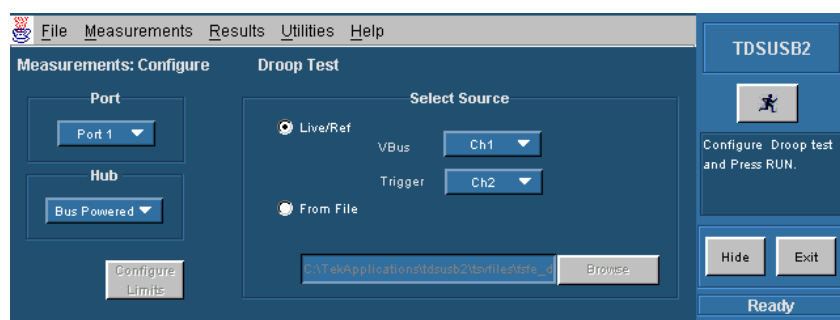 File Measurements Results Utilities Help
Measurements: Configure Droop Test
Port
Port 1
Hub
Bus Powered
Configure
Limits
Select Source
Live/Ref
VBus Ch1
Trigger Ch2
From File
C:\TekApplications\tdsusb2\tsvfiles\tsfe_d
Browse
TDSUSB2
Configure Droop test
and Press RUN.
Hide Exit
Ready